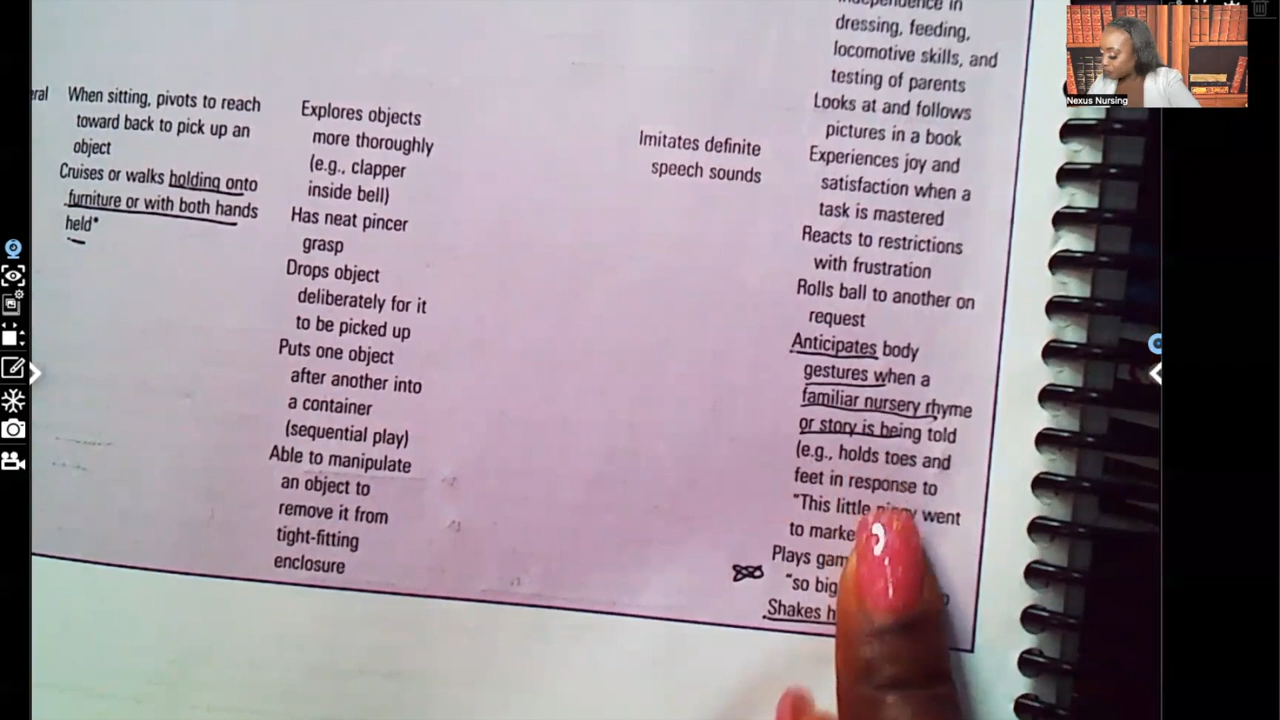 eral
When sitting, pivots to reach
toward back to pick up an
object
Cruises or walks holding onto
furniture or with both hands
held*
Explores objects
more thoroughly
(e.g., clapper
inside bell)
Has neat pincer
grasp
Drops object
deliberately for it
to be picked up
Puts one object
after another into
a container
(sequential play)
Able to manipulate
an object to
remove it from
tight-fitting
enclosure
Imitates definite
speech sounds
independence in
dressing, feeding,
locomotive skills, and
testing of parents
Looks at and follows
pictures in a book
Experiences joy and
satisfaction when a
task is mastered
Reacts to restrictions
with frustration
Rolls ball to another on
request
Anticipates body
gestures when a
familiar nursery rhyme
or story is being told
(e.g., holds toes and
feet in response to
"This little piggy went
to marke
Plays gam
"so big
Shakes h
Nexus Nursing